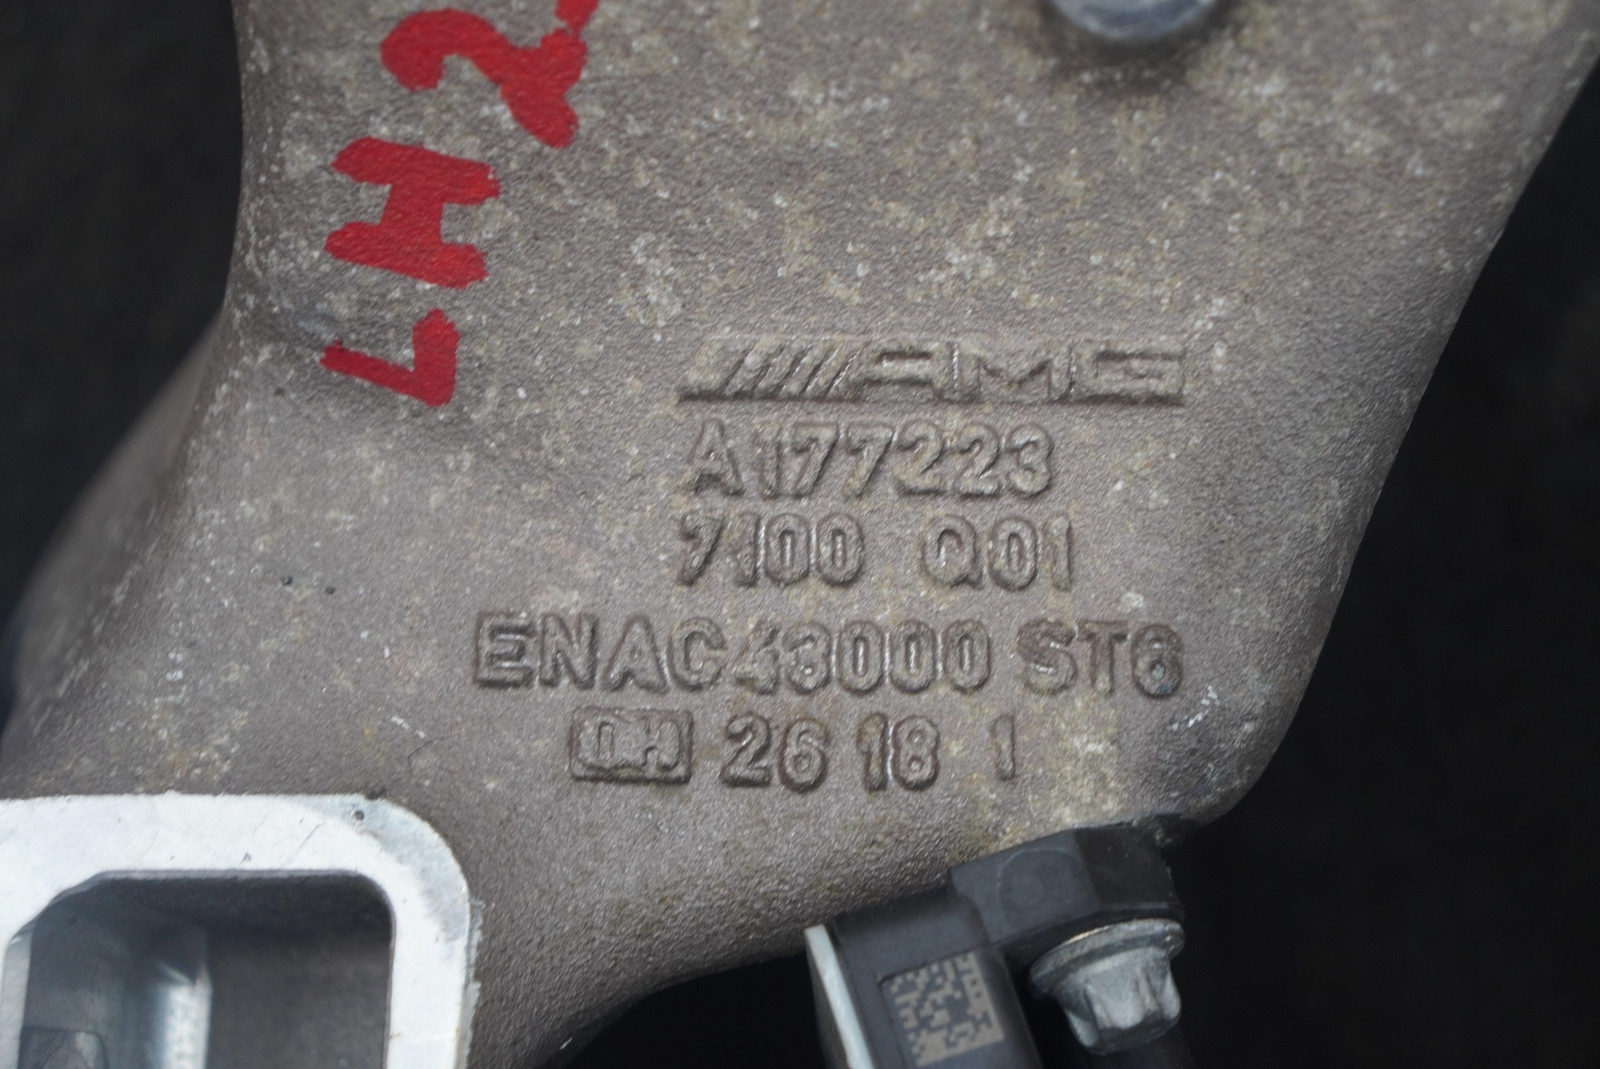 LH2
AMG
A177223
7100 Q01
ENAC43000 ST6
26 18 1